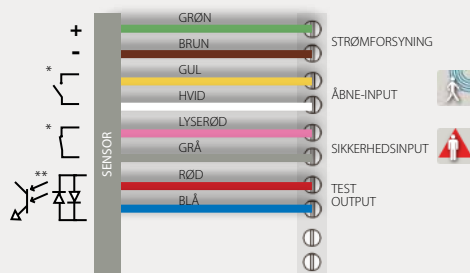 GRØN
+
STRØMFORSYNING
BRUN
-
GUL
*
ÅBNE-INPUT
HVID
LYSERØD
*
SIKKERHEDSINPUT
GRÅ
SENSOR
RØD
**
TEST
OUTPUT
BLÅ